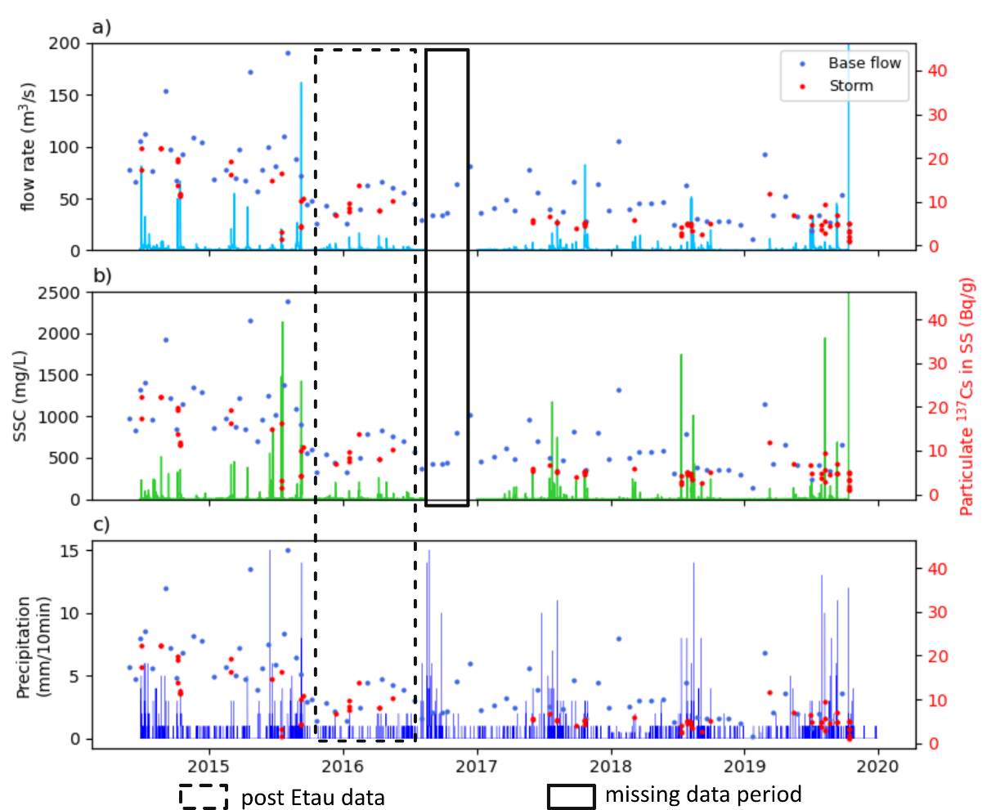 a)
200
150
100
50
0
flow rate (m³/s)
40
30
20
10
0
Base flow
Storm
b)
2500
2000
1500
1000
500
0
SSC (mg/L)
40
30
20
10
0
Particulate ¹³⁷Cs in SS (Bq/g)
c)
15
10
5
0
Precipitation
(mm/10min)
40
30
20
10
0
2015 2016 2017 2018 2019 2020
post Etau data
missing data period